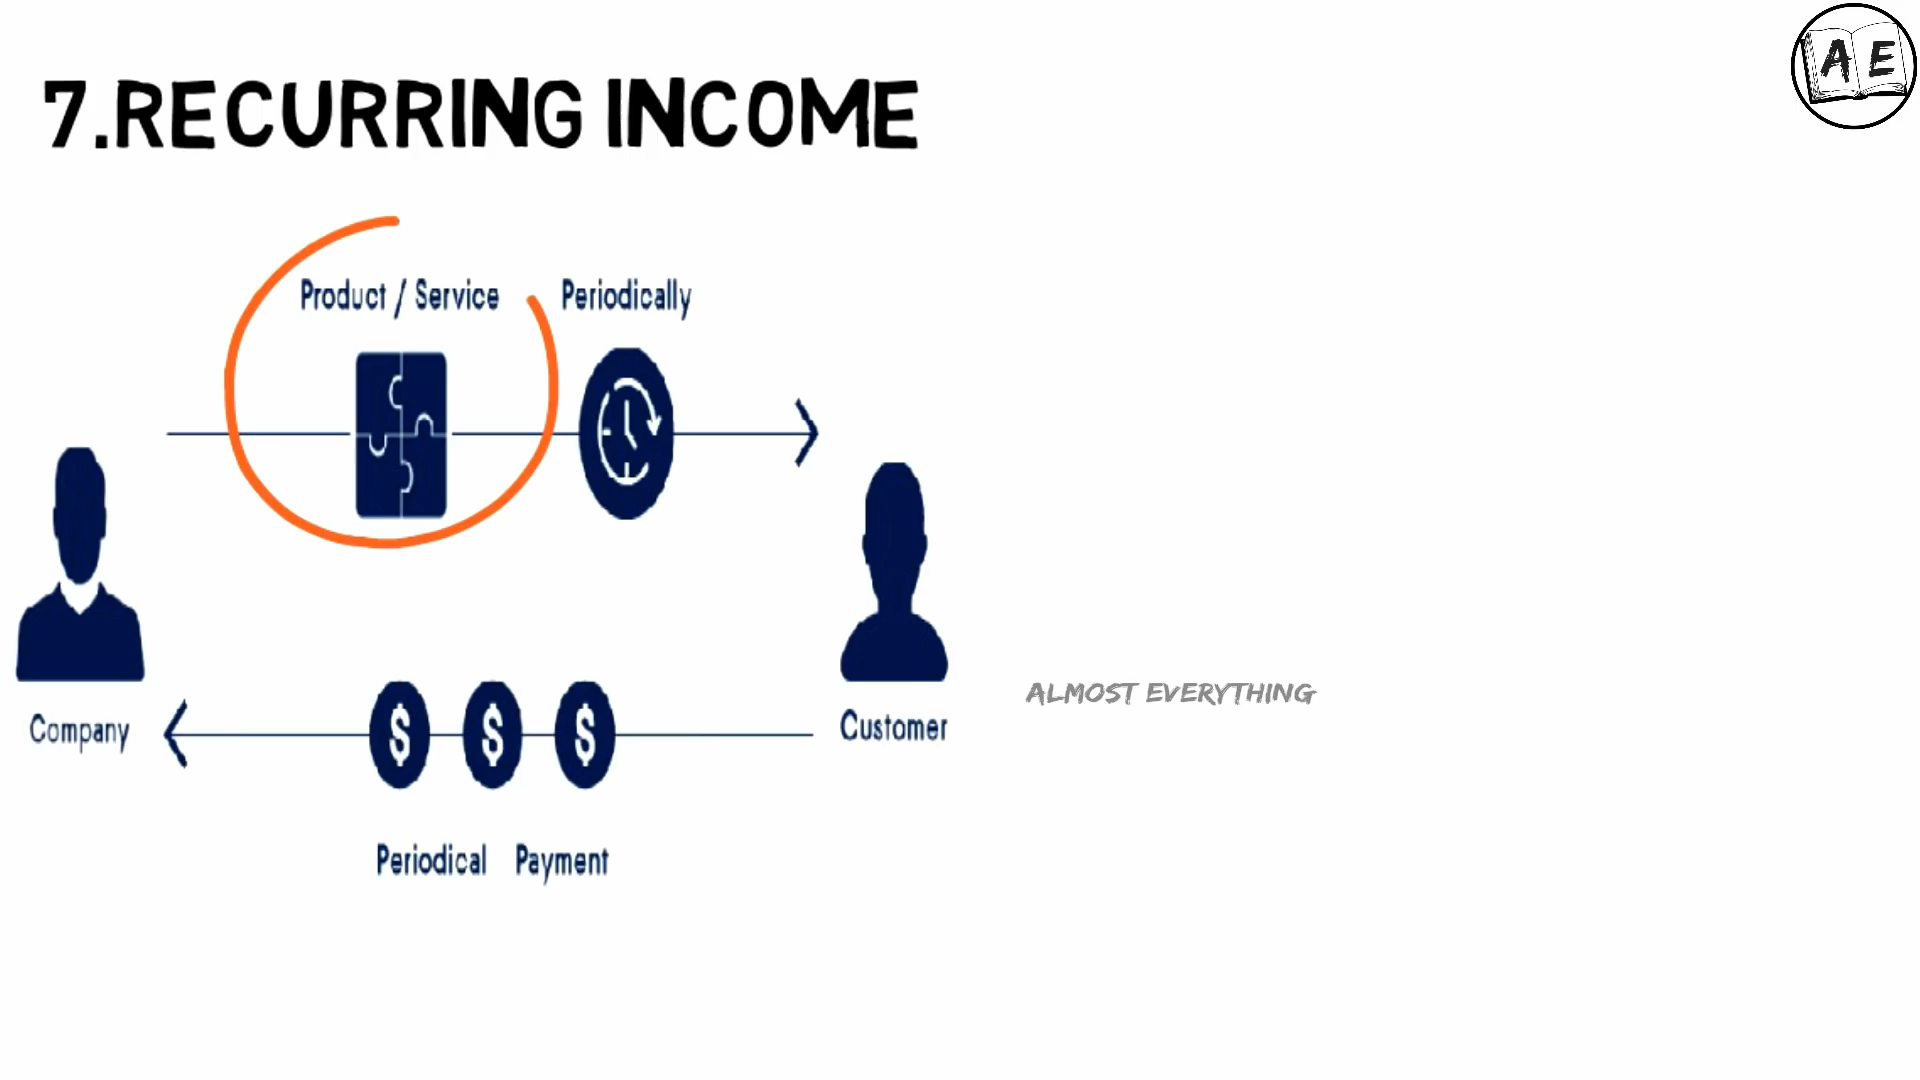 A E
7.RECURRING INCOME
Product / Service
Periodically
Company
Customer
ALMOST EVERYTHING
$ $ $
Periodical Payment